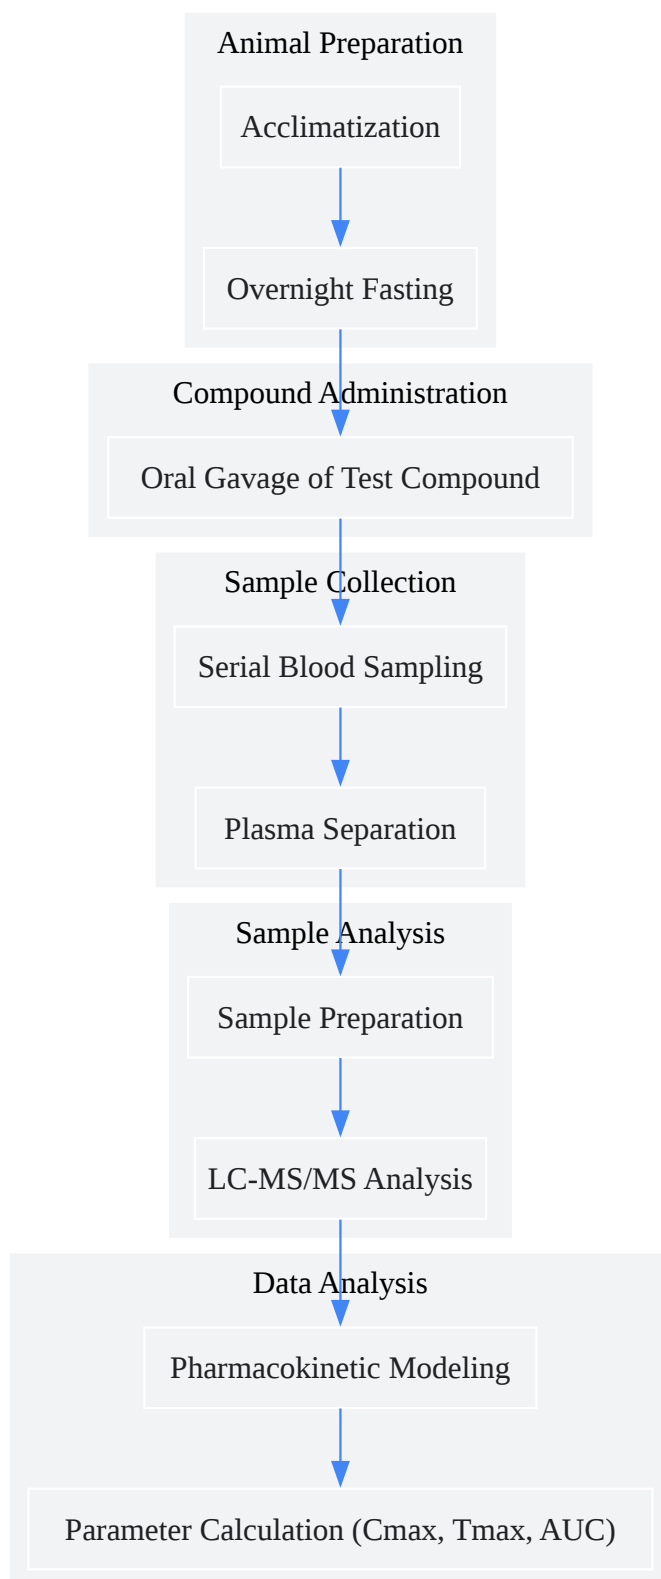 Animal Preparation
Acclimatization
Overnight Fasting
Compound Administration
Oral Gavage of Test Compound
Sample Collection
Serial Blood Sampling
Plasma Separation
Sample Analysis
Sample Preparation
LC-MS/MS Analysis
Data Analysis
Pharmacokinetic Modeling
Parameter Calculation (Cmax, Tmax, AUC)